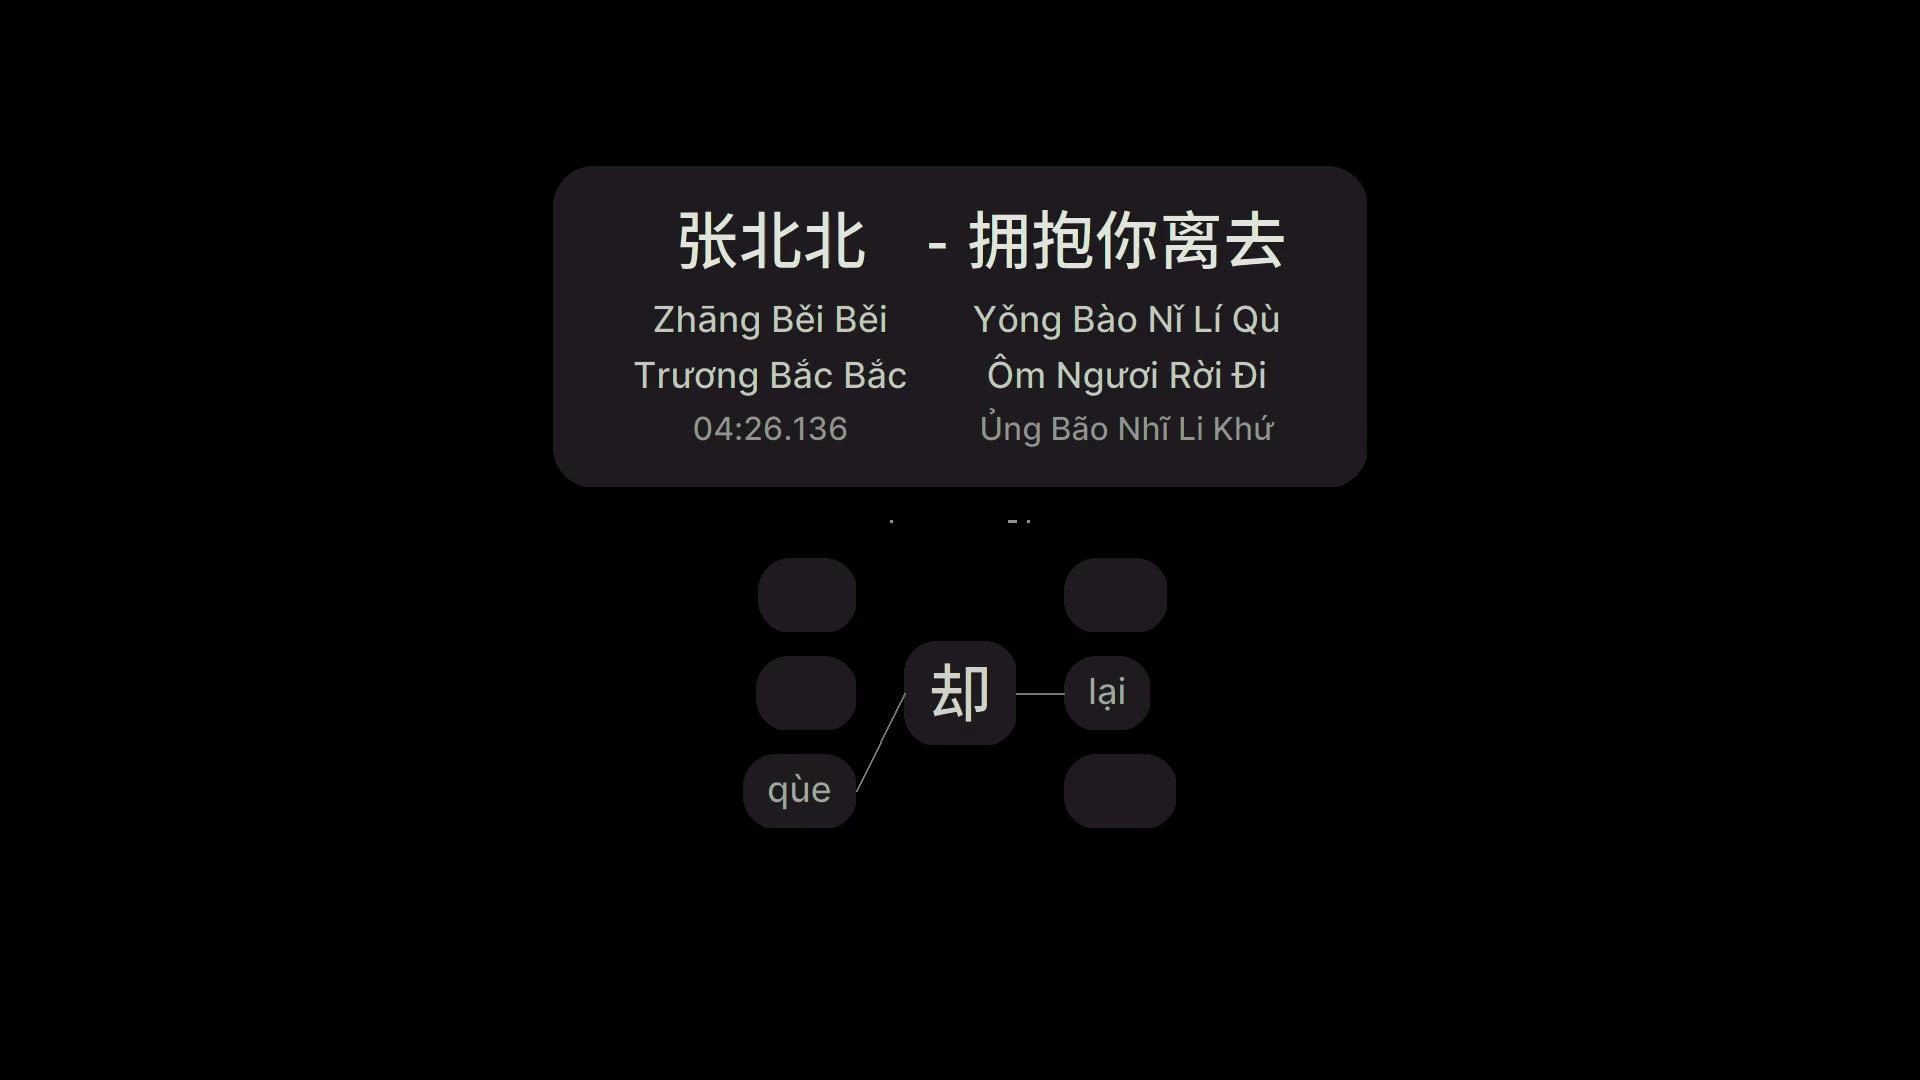 张北北 - 拥抱你离去
Zhāng Běi Běi Yǒng Bào Nǐ Lí Qù
Trương Bắc Bắc Ôm Ngươi Rời Đi
04:26.136 Ủng Bão Nhĩ Li Khứ
却 lại
qùe